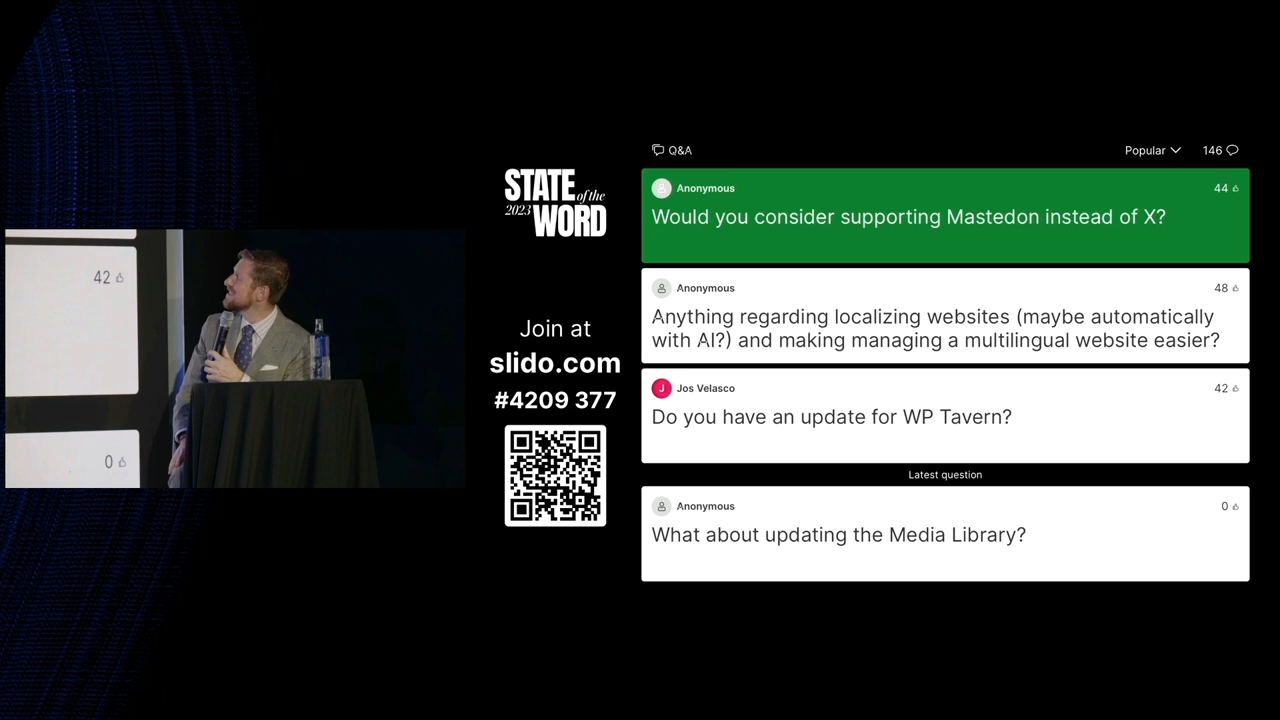 42
0
STATE of the
2023 WORD
Join at
slido.com
#4209 377
Q&A
Popular
146
Anonymous
44
Would you consider supporting Mastedon instead of X?
Anonymous
48
Anything regarding localizing websites (maybe automatically
with AI?) and making managing a multilingual website easier?
J
Jos Velasco
42
Do you have an update for WP Tavern?
Latest question
Anonymous
0
What about updating the Media Library?